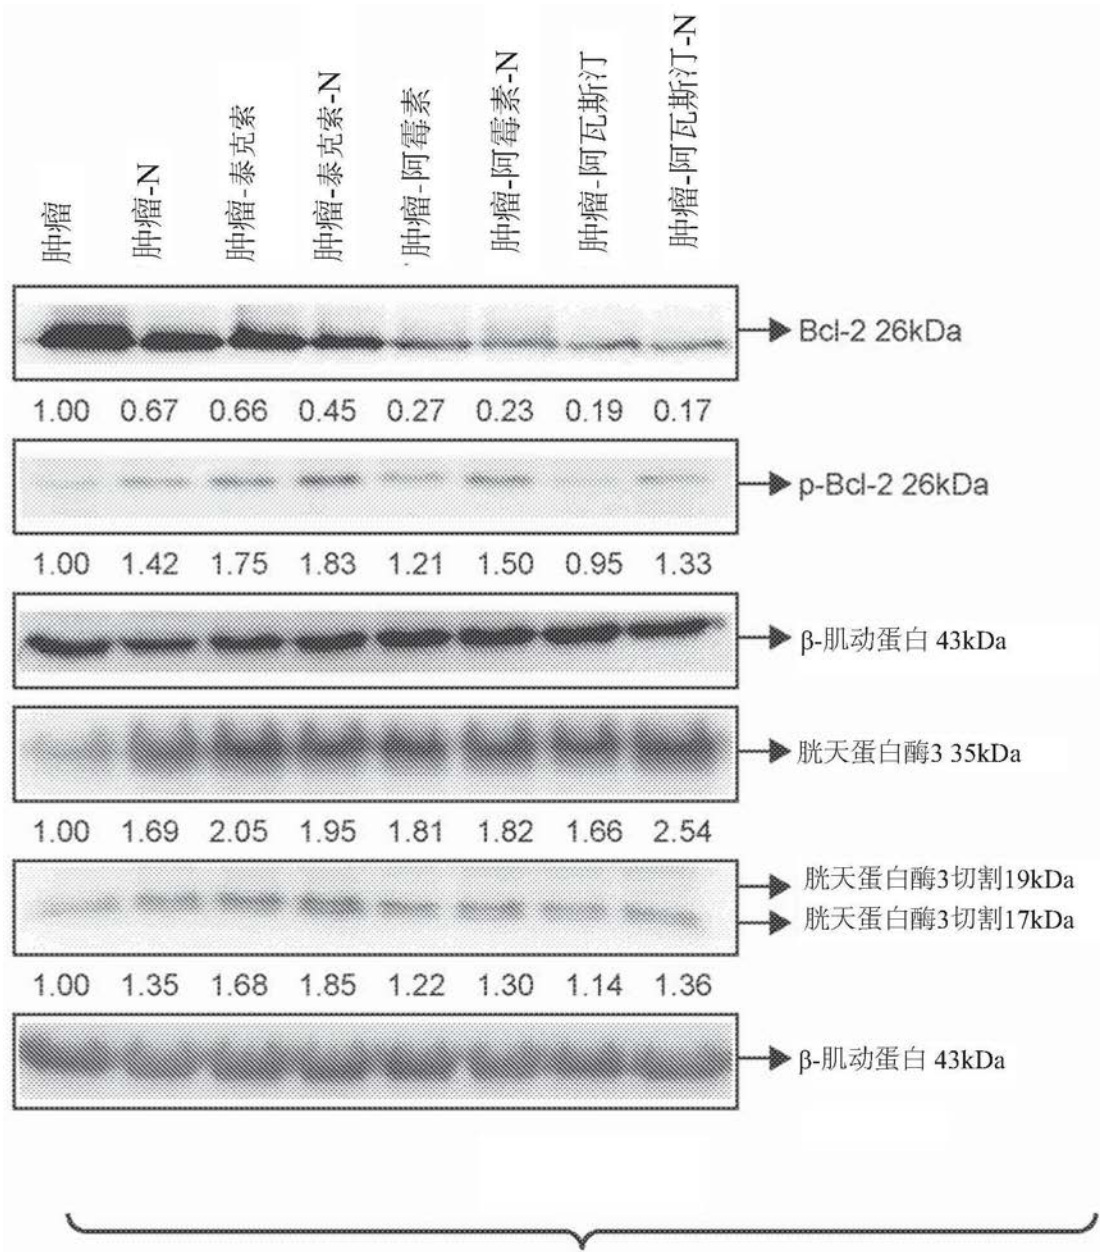 肿瘤
肿瘤-N
肿瘤-泰克索
肿瘤-泰克索-N
肿瘤-阿霉素
肿瘤-阿霉素-N
肿瘤-阿瓦斯汀
肿瘤-阿瓦斯汀-N
Bcl-2 26kDa
1.00 0.67 0.66 0.45 0.27 0.23 0.19 0.17
p-Bcl-2 26kDa
1.00 1.42 1.75 1.83 1.21 1.50 0.95 1.33
β-肌动蛋白 43kDa
胱天蛋白酶3 35kDa
1.00 1.69 2.05 1.95 1.81 1.82 1.66 2.54
胱天蛋白酶3切割19kDa
胱天蛋白酶3切割17kDa
1.00 1.35 1.68 1.85 1.22 1.30 1.14 1.36
β-肌动蛋白 43kDa